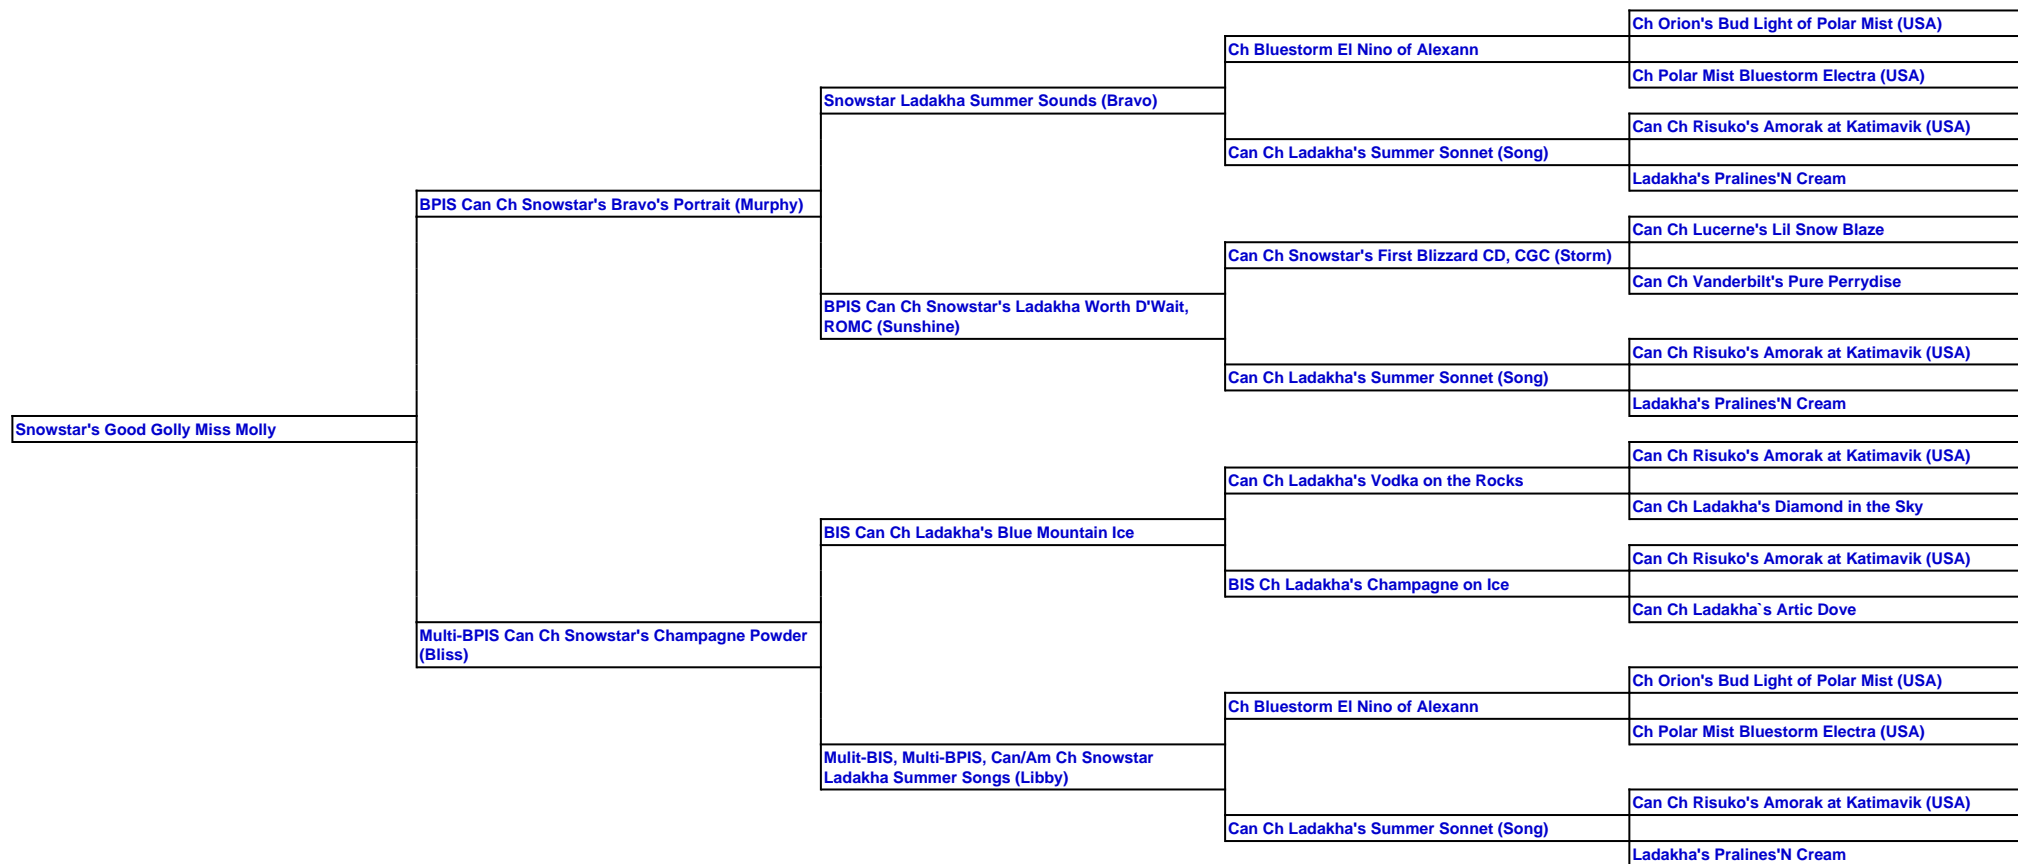 Ch Orion's Bud Light of Polar Mist (USA)
Ch Bluestorm El Nino of Alexann
Ch Polar Mist Bluestorm Electra (USA)
Snowstar Ladakha Summer Sounds (Bravo)
Can Ch Risuko's Amorak at Katimavik (USA)
Can Ch Ladakha's Summer Sonnet (Song)
Ladakha's Pralines'N Cream
BPIS Can Ch Snowstar's Bravo's Portrait (Murphy)
Can Ch Lucerne's Lil Snow Blaze
Can Ch Snowstar's First Blizzard CD, CGC (Storm)
Can Ch Vanderbilt's Pure Perrydise
BPIS Can Ch Snowstar's Ladakha Worth D'Wait,
ROMC (Sunshine)
Can Ch Risuko's Amorak at Katimavik (USA)
Can Ch Ladakha's Summer Sonnet (Song)
Ladakha's Pralines'N Cream
Snowstar's Good Golly Miss Molly
Can Ch Risuko's Amorak at Katimavik (USA)
Can Ch Ladakha's Vodka on the Rocks
Can Ch Ladakha's Diamond in the Sky
BIS Can Ch Ladakha's Blue Mountain Ice
Can Ch Risuko's Amorak at Katimavik (USA)
BIS Ch Ladakha's Champagne on Ice
Can Ch Ladakha`s Artic Dove
Multi-BPIS Can Ch Snowstar's Champagne Powder
(Bliss)
Ch Orion's Bud Light of Polar Mist (USA)
Ch Bluestorm El Nino of Alexann
Ch Polar Mist Bluestorm Electra (USA)
Mulit-BIS, Multi-BPIS, Can/Am Ch Snowstar
Ladakha Summer Songs (Libby)
Can Ch Risuko's Amorak at Katimavik (USA)
Can Ch Ladakha's Summer Sonnet (Song)
Ladakha's Pralines'N Cream